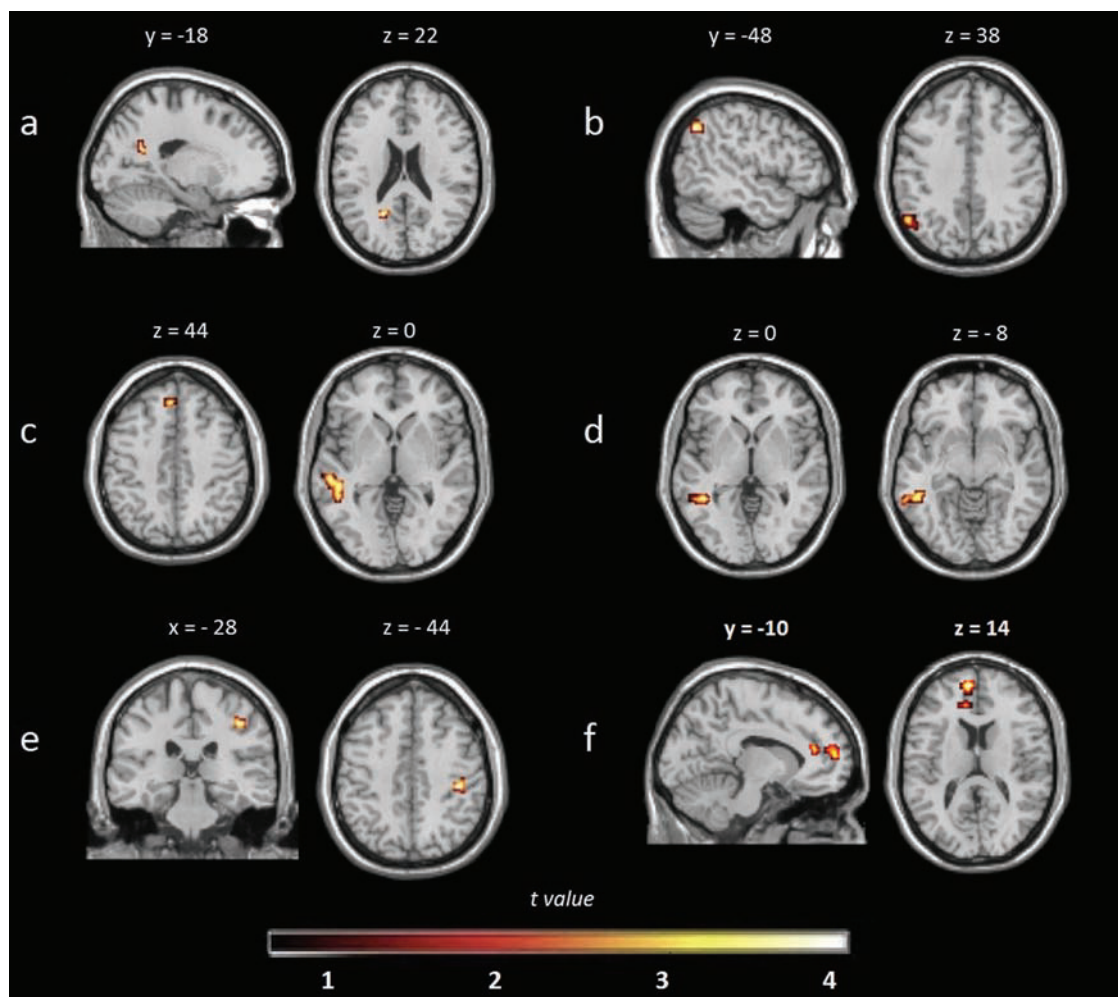 y = -18
z = 22
y = -48
z = 38
a
b
z = 44
z = 0
z = 0
z = - 8
c
d
x = - 28
z = - 44
y = -10
z = 14
e
f
t value
1 2 3 4